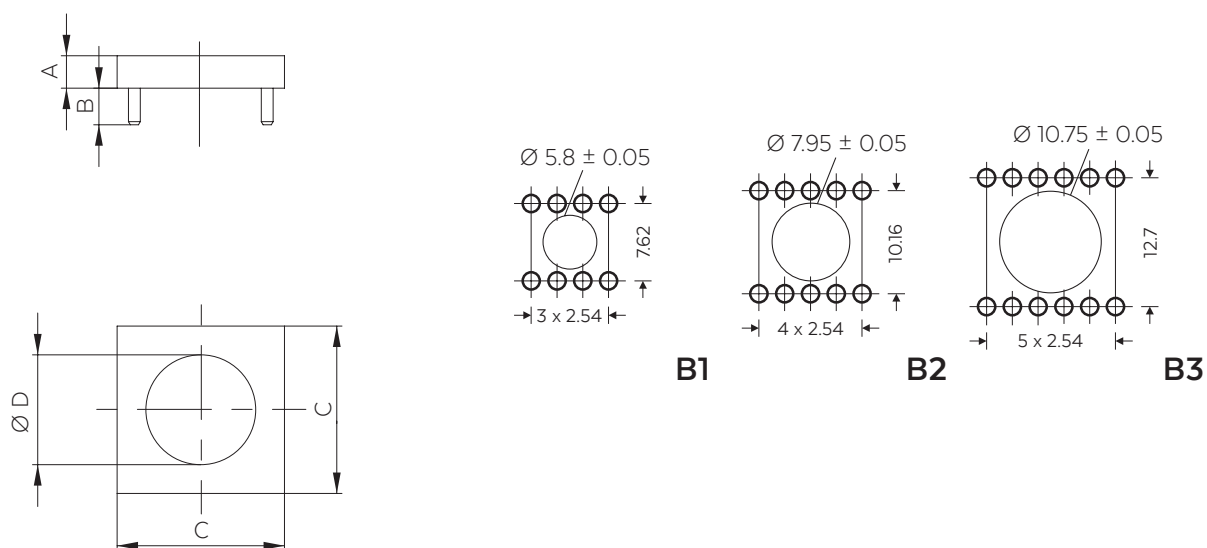 A
B
Ø D
C
C
Ø 5.8 ± 0.05
7.62
3 x 2.54
B1
Ø 7.95 ± 0.05
10.16
4 x 2.54
B2
Ø 10.75 ± 0.05
12.7
5 x 2.54
B3